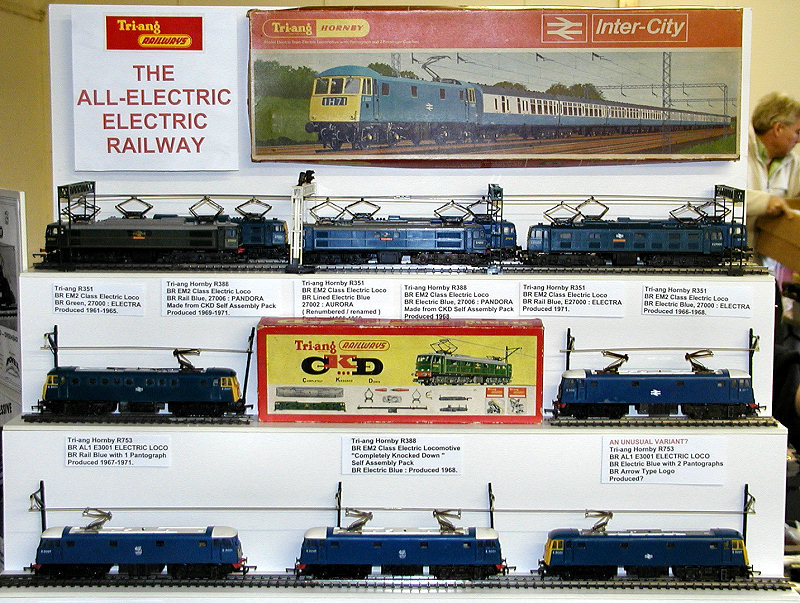 Tri-ang
RAILWAYS
THE
ALL-ELECTRIC
ELECTRIC
RAILWAY
Tri-ang HORNBY
Inter-City
1H71
Tri-ang R351
BR EM2 Class Electric Loco
BR Green, 27000 : ELECTRA
Produced 1961-1965.
Tri-ang Hornby R388
BR EM2 Class Electric Loco
BR Rail Blue, 27006 : PANDORA
Made from CKD Self Assembly Pack
Produced 1969-1971.
Tri-ang Hornby R351
BR EM2 Class Electric Loco
BR Lined Electric Blue
27002 : AURORA
( Renumbered / renamed )
Tri-ang Hornby R388
BR EM2 Class Electric Loco
BR Electric Blue, 27006 : PANDORA
Made from CKD Self Assembly Pack
Produced 1968.
Tri-ang Hornby R351
BR EM2 Class Electric Loco
BR Rail Blue, E27000 : ELECTRA
Produced 1971.
Tri-ang Hornby R351
BR EM2 Class Electric Loco
BR Electric Blue, 27000 : ELECTRA
Produced 1966-1968.
Tri-ang RAILWAYS
CKD
COMPLETELY KNOCKED DOWN
Tri-ang Hornby R753
BR AL1 E3001 ELECTRIC LOCO
BR Rail Blue with 1 Pantograph
Produced 1967-1971.
Tri-ang Hornby R388
BR EM2 Class Electric Locomotive
"Completely Knocked Down "
Self Assembly Pack
BR Electric Blue : Produced 1968.
AN UNUSUAL VARIANT?
Tri-ang Hornby R753
BR AL1 E3001 ELECTRIC LOCO
BR Electric Blue with 2 Pantographs
BR Arrow Type Logo
Produced?